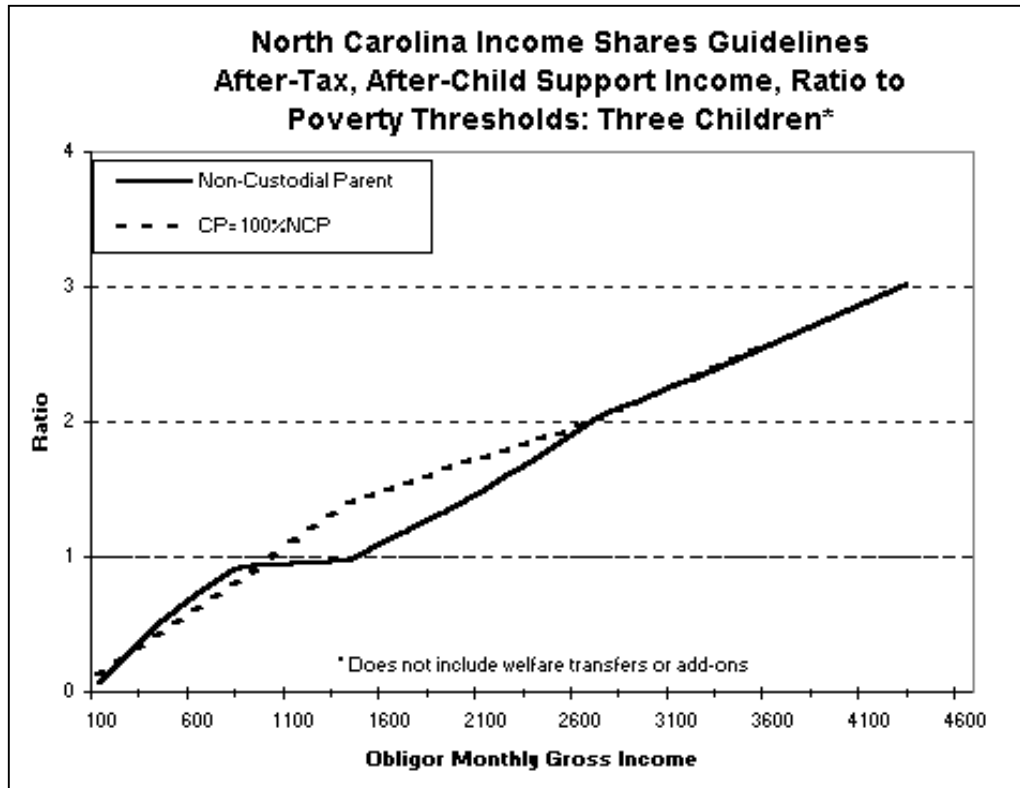 North Carolina Income Shares Guidelines
After-Tax, After-Child Support Income, Ratio to
Poverty Thresholds: Three Children*
4
Non-Custodial Parent
CP=100%NCP
3
2
Ratio
1
* Does not include welfare transfers or add-ons
0
100 600 1100 1600 2100 2600 3100 3600 4100 4600
Obligor Monthly Gross Income